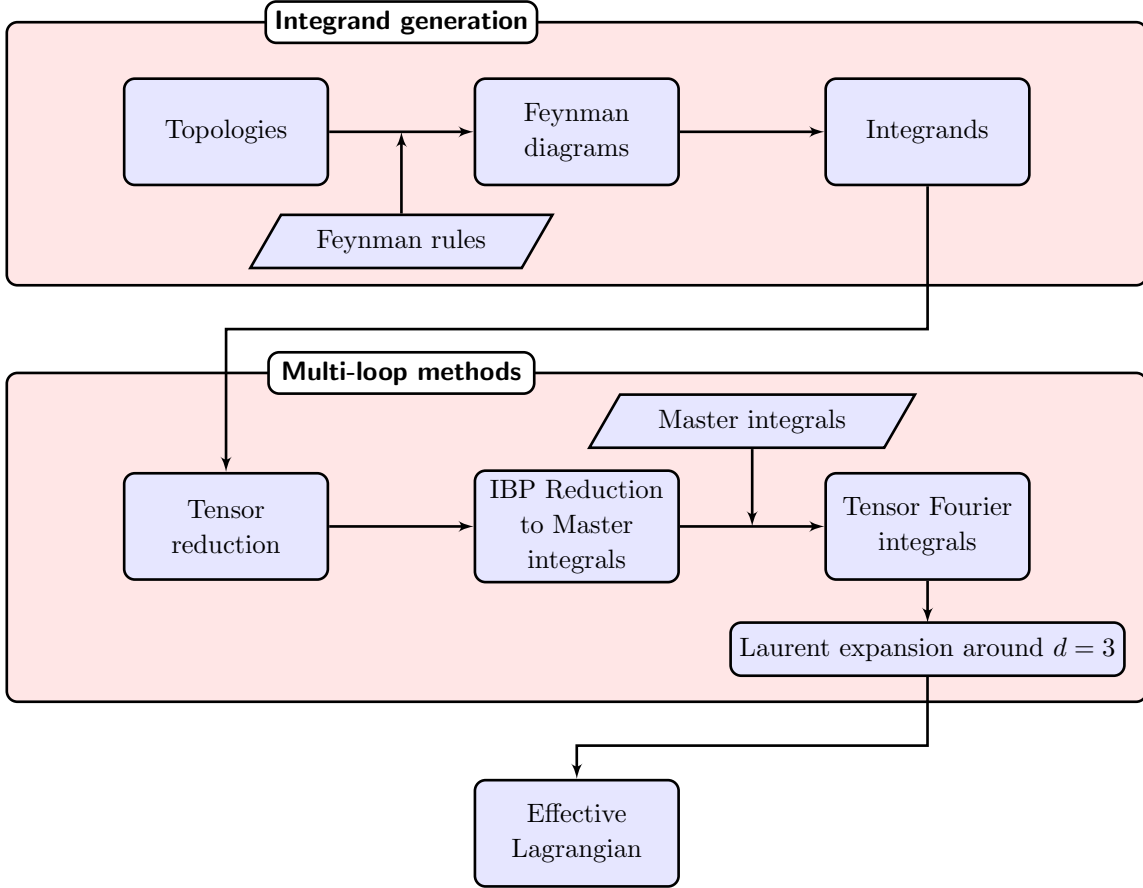 Integrand generation
Topologies
Feynman
diagrams
Integrands
Feynman rules
Multi-loop methods
Master integrals
Tensor
reduction
IBP Reduction
to Master
integrals
Tensor Fourier
integrals
Laurent expansion around d = 3
Effective
Lagrangian